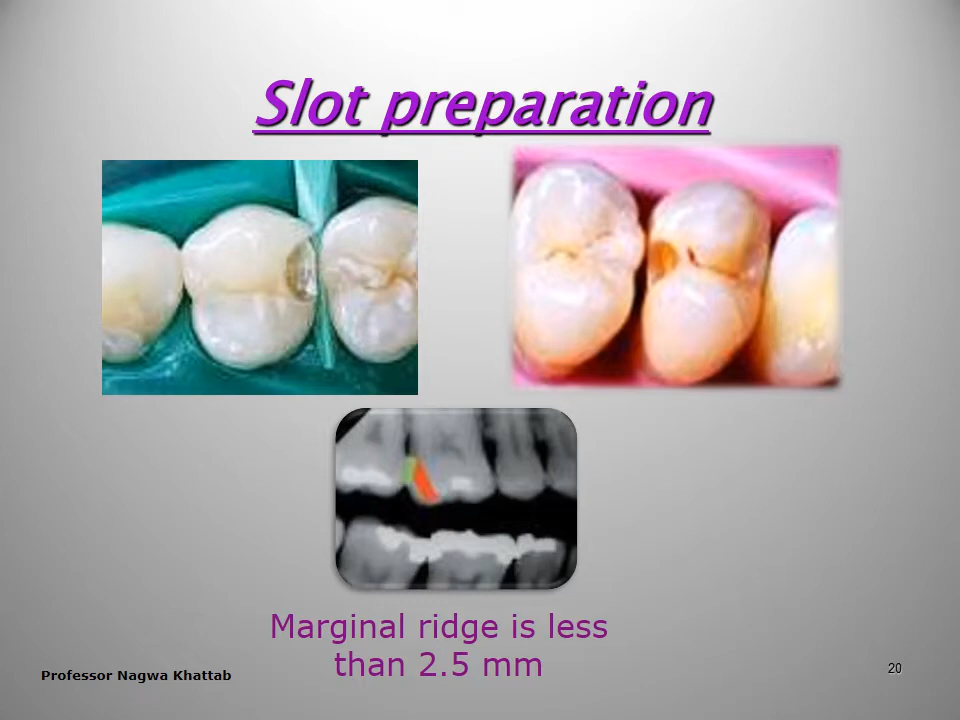 Slot preparation
Marginal ridge is less
than 2.5 mm
Professor Nagwa Khattab
20